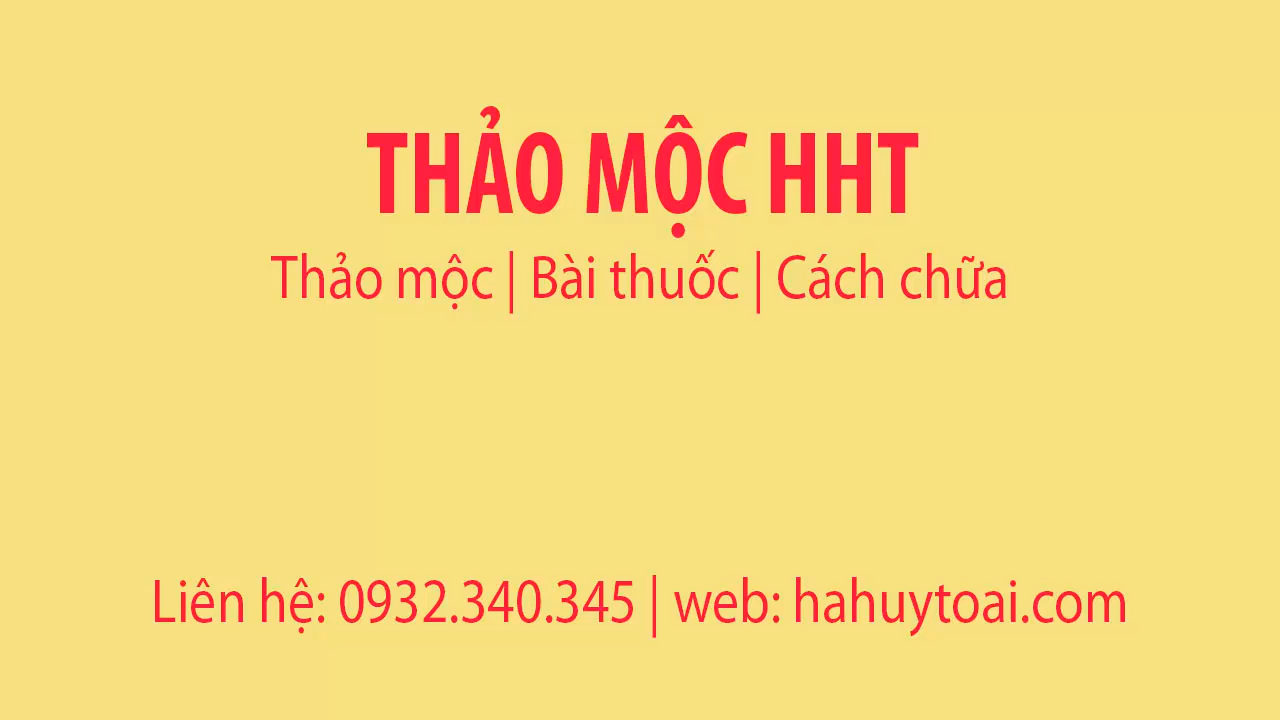 THẢO MỘC HHT
Thảo mộc | Bài thuốc | Cách chữa
Liên hệ: 0932.340.345 | web: hahuytoai.com